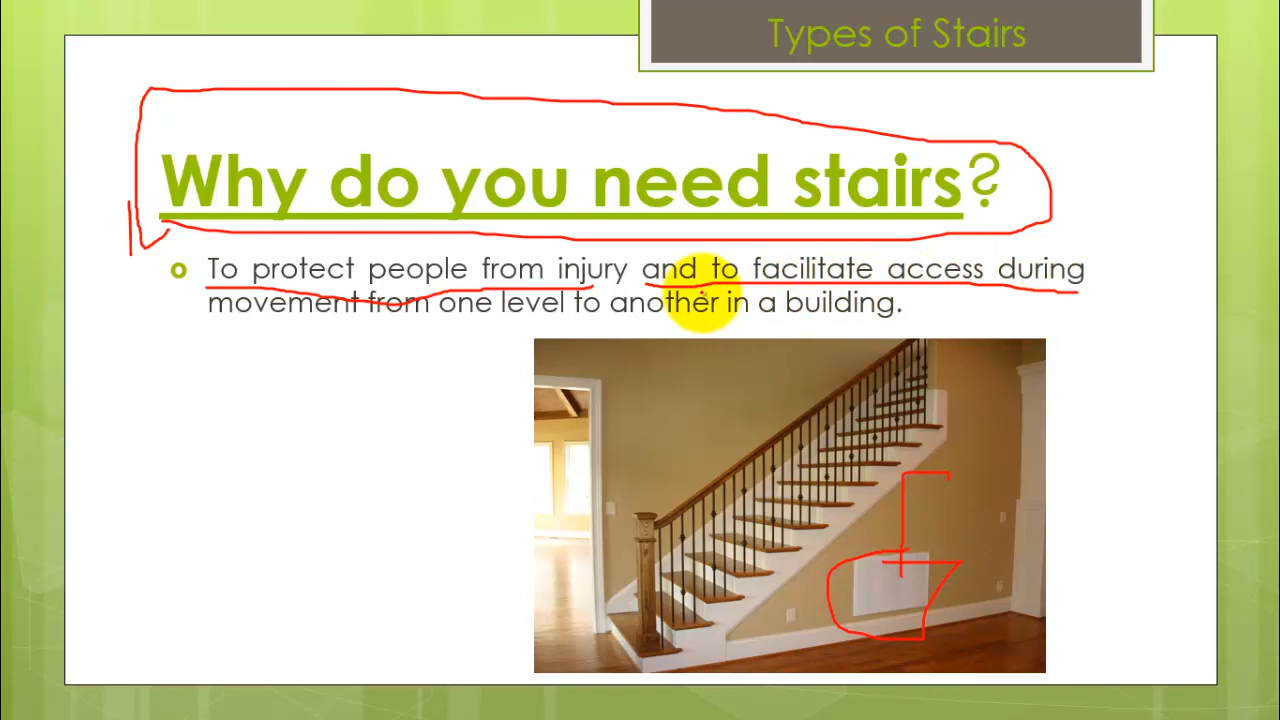 Types of Stairs
Why do you need stairs?
To protect people from injury and to facilitate access during
movement from one level to another in a building.